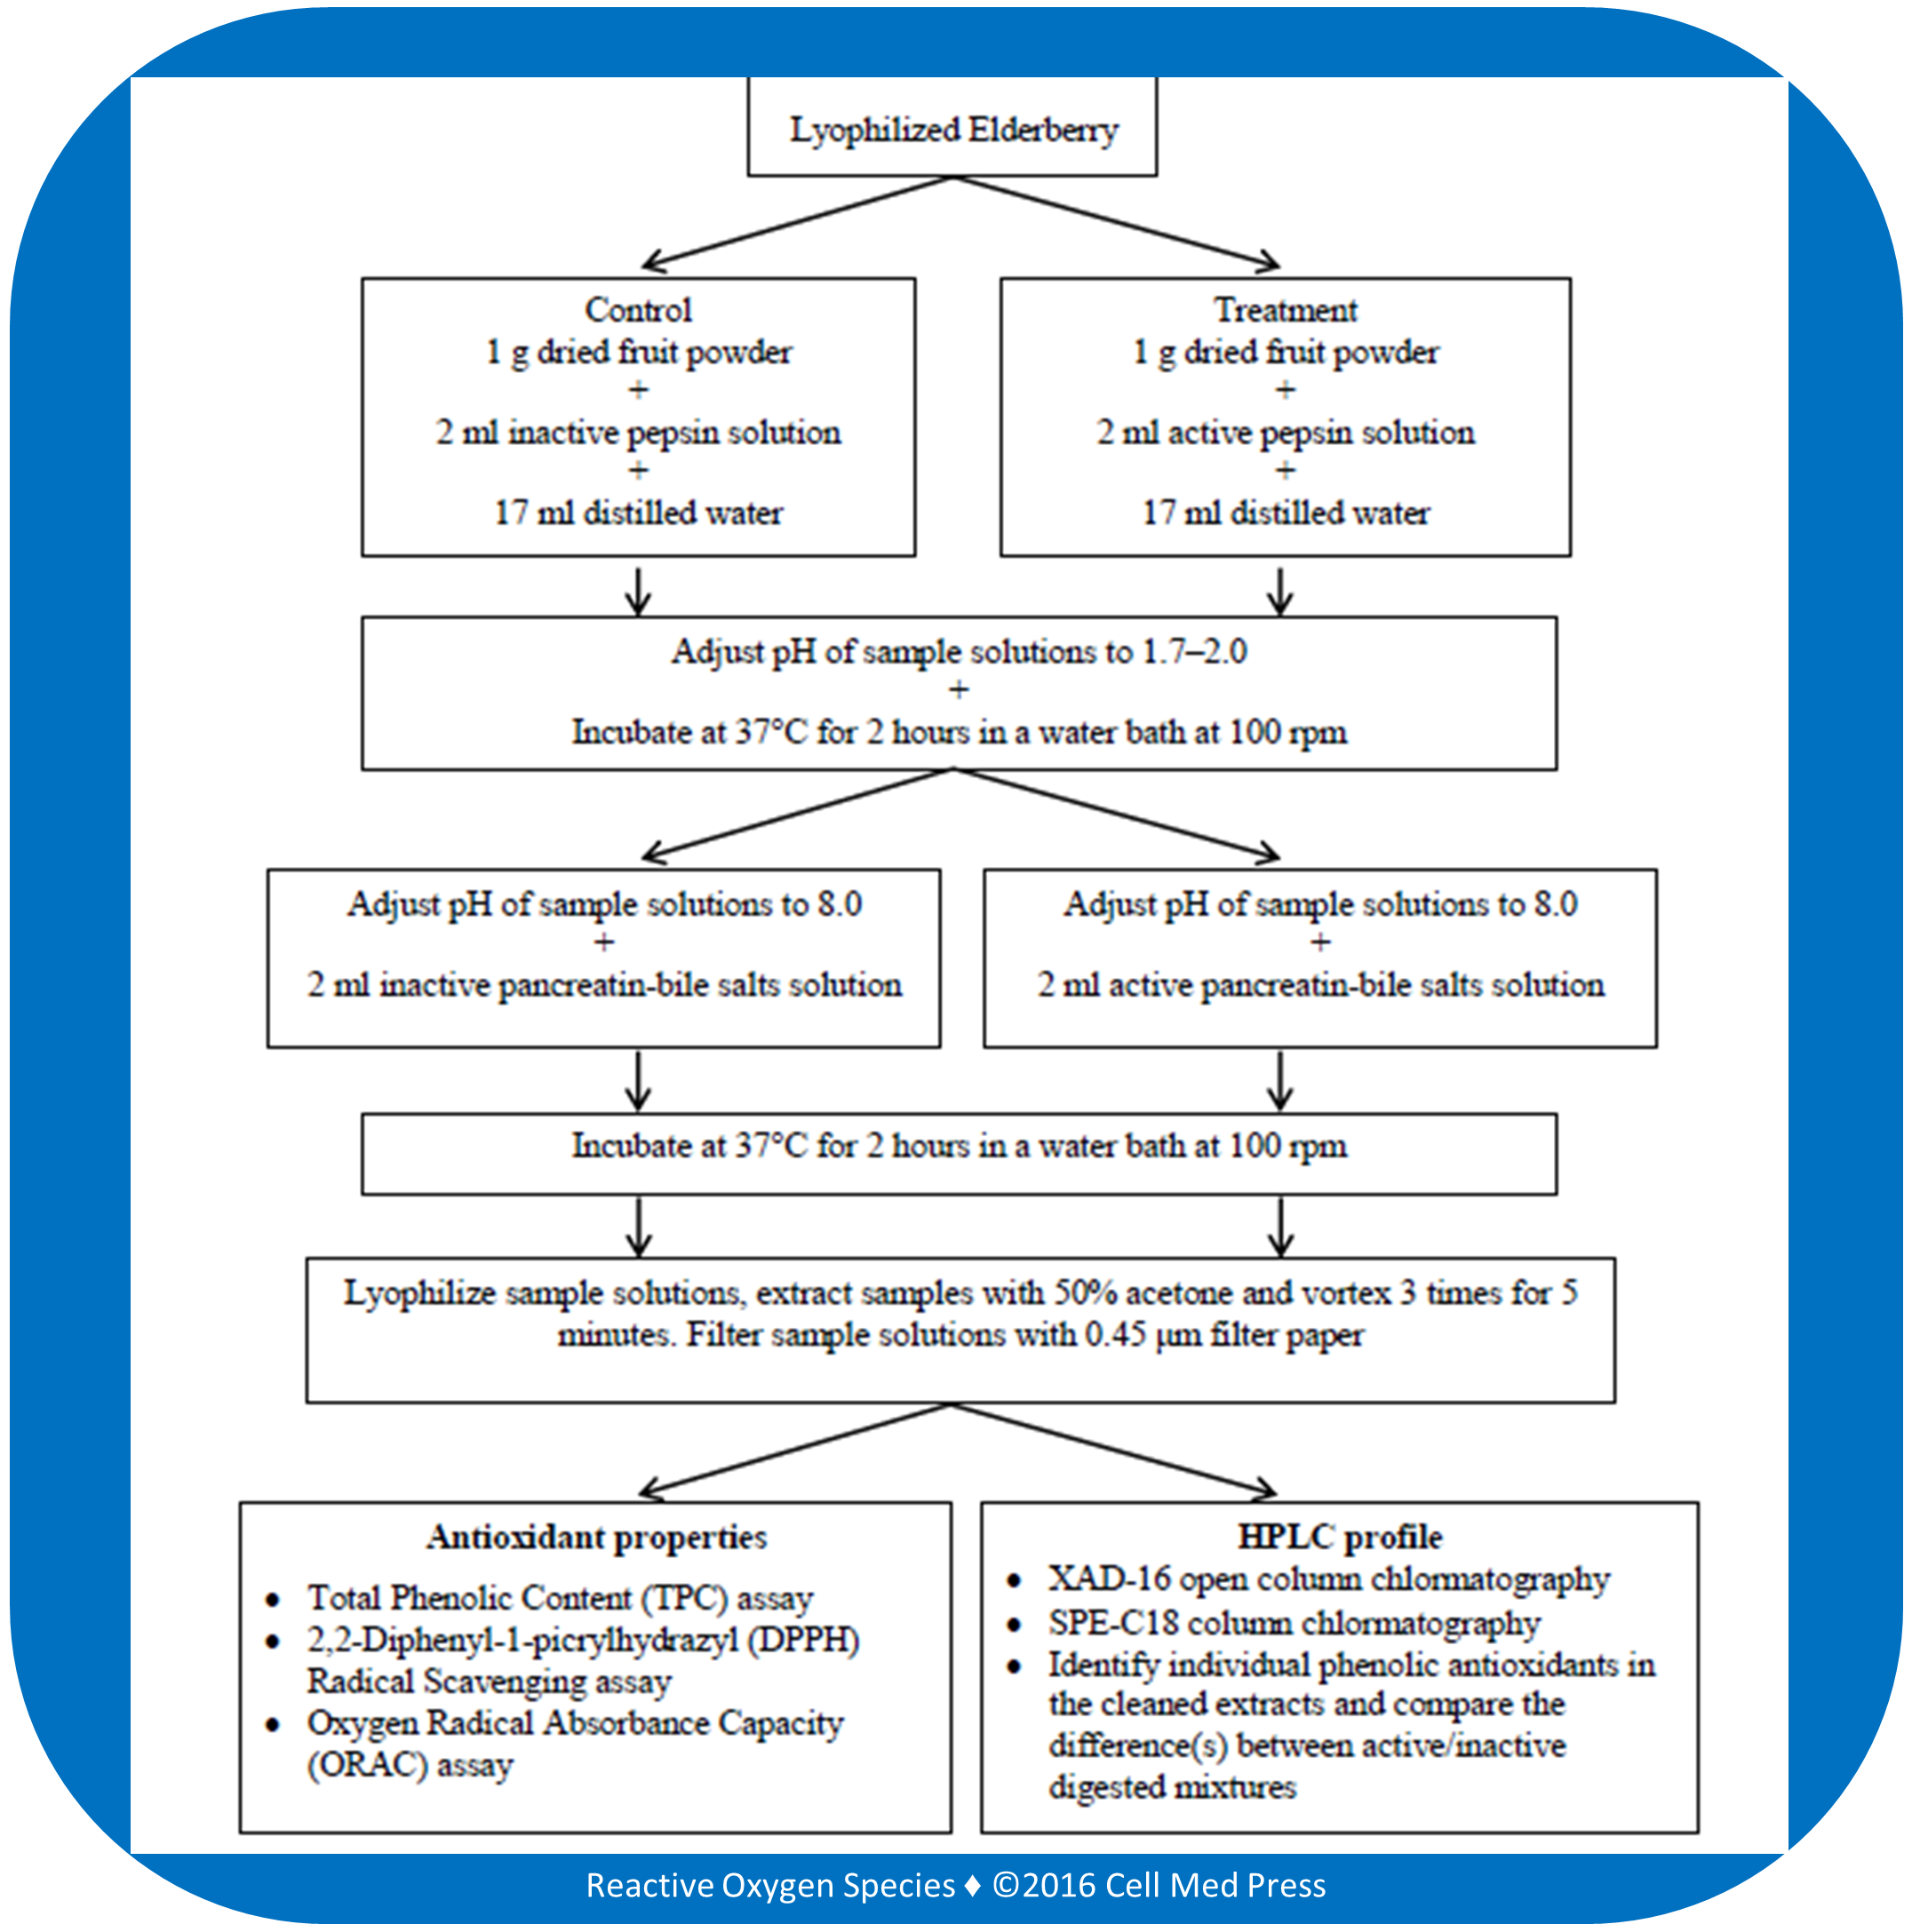 Lyophilized Elderberry
Control
1 g dried fruit powder
+
2 ml inactive pepsin solution
+
17 ml distilled water
Treatment
1 g dried fruit powder
+
2 ml active pepsin solution
+
17 ml distilled water
Adjust pH of sample solutions to 1.7–2.0
+
Incubate at 37°C for 2 hours in a water bath at 100 rpm
Adjust pH of sample solutions to 8.0
+
2 ml inactive pancreatin-bile salts solution
Adjust pH of sample solutions to 8.0
+
2 ml active pancreatin-bile salts solution
Incubate at 37°C for 2 hours in a water bath at 100 rpm
Lyophilize sample solutions, extract samples with 50% acetone and vortex 3 times for 5
minutes. Filter sample solutions with 0.45 μm filter paper
Antioxidant properties
• Total Phenolic Content (TPC) assay
• 2,2-Diphenyl-1-picrylhydrazyl (DPPH)
Radical Scavenging assay
• Oxygen Radical Absorbance Capacity
(ORAC) assay
HPLC profile
• XAD-16 open column chlormatography
• SPE-C18 column chlormatography
• Identify individual phenolic antioxidants in
the cleaned extracts and compare the
difference(s) between active/inactive
digested mixtures
Reactive Oxygen Species ♦ ©2016 Cell Med Press